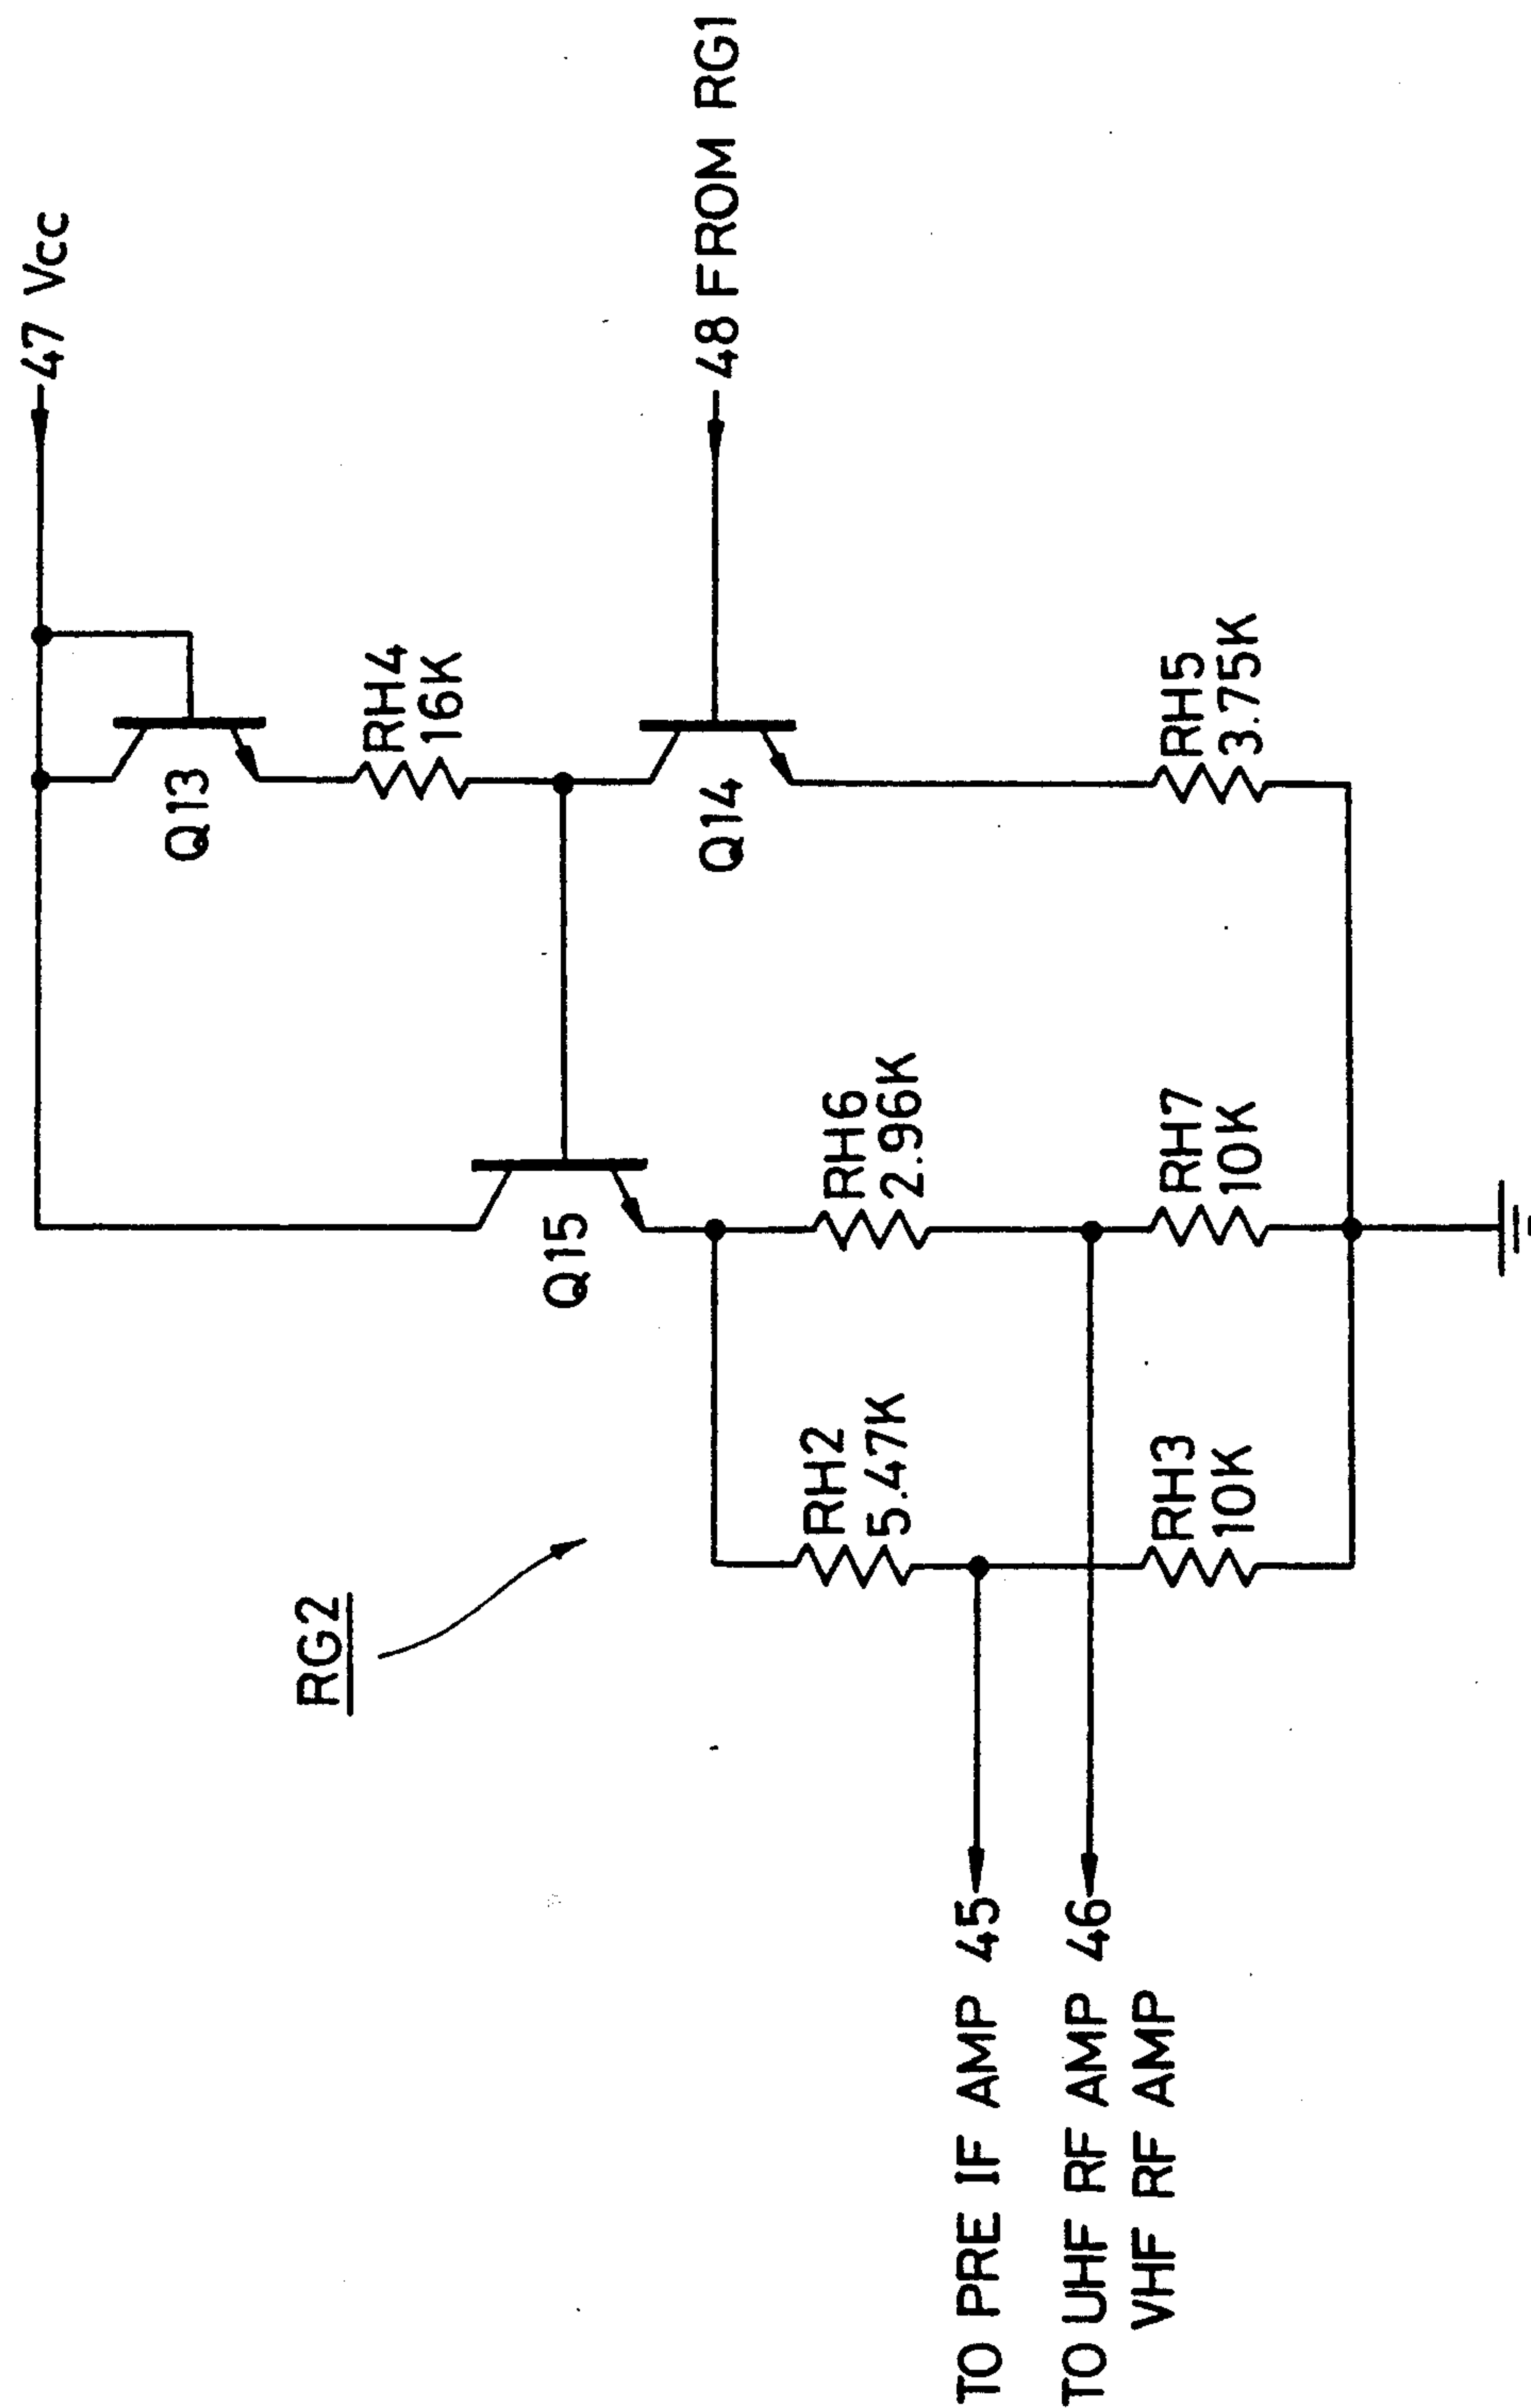 47 Vcc
Q13
RH4
16K
48 FROM RG1
Q14
RH5
3.75K
Q15
RH6
2.96K
RH7
10K
RG2
RH2
5.47K
RH3
10K
TO PRE IF AMP 45
TO UHF RF AMP 46
VHF RF AMP